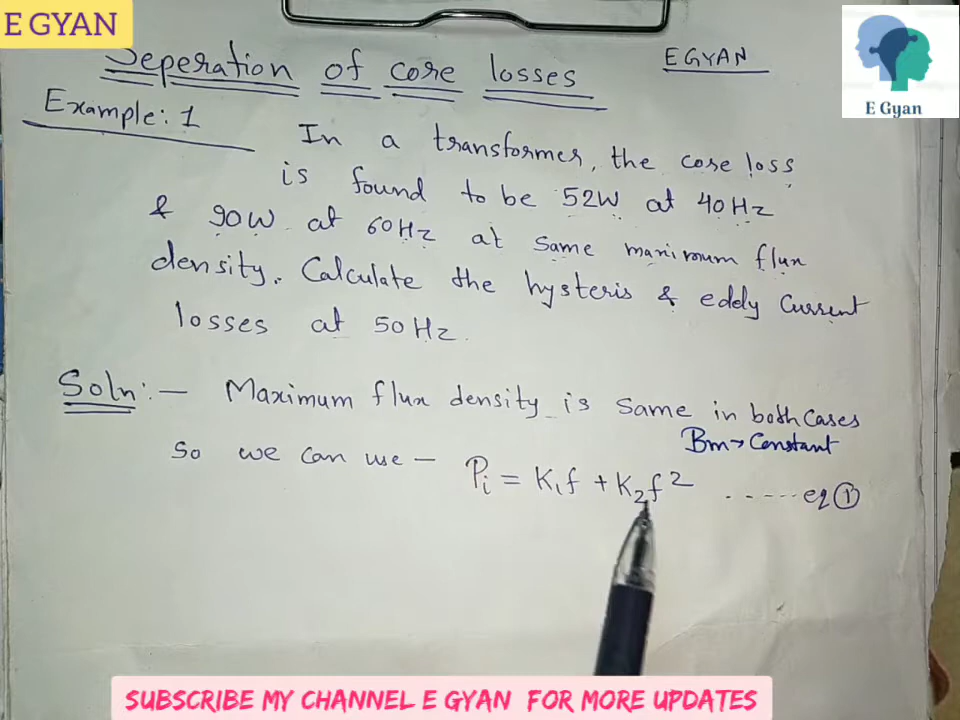 E GYAN
Seperation of core losses
EGYAN
E Gyan
Example: 1
In a transformer, the core loss
is found to be 52W at 40Hz
& 90W at 60Hz at same maximum flux
density. Calculate the hysteris & eddy current
losses at 50Hz.
Soln:— Maximum flux density is same in both cases
Bm→Constant
So we can use — Pi = K1f + K2f² ------eq①
SUBSCRIBE MY CHANNEL E GYAN FOR MORE UPDATES